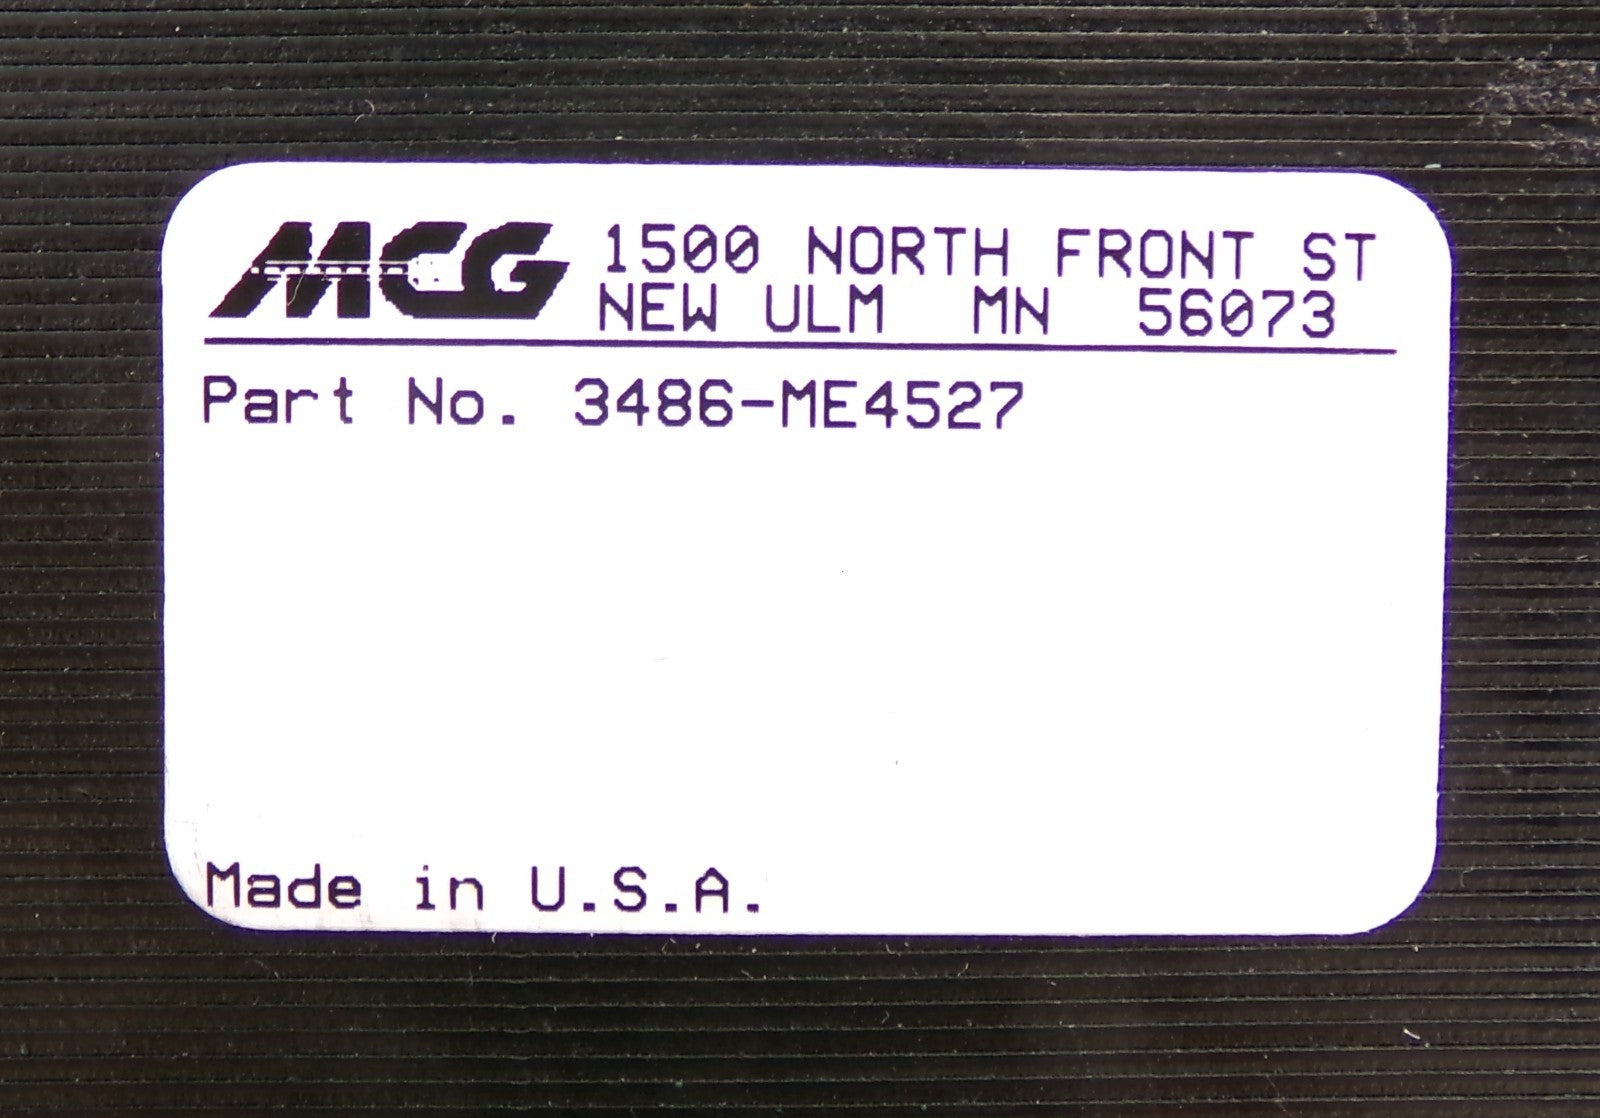 MCG
1500 NORTH FRONT ST
NEW ULM MN 56073
Part No. 3486-ME4527
Made in U.S.A.